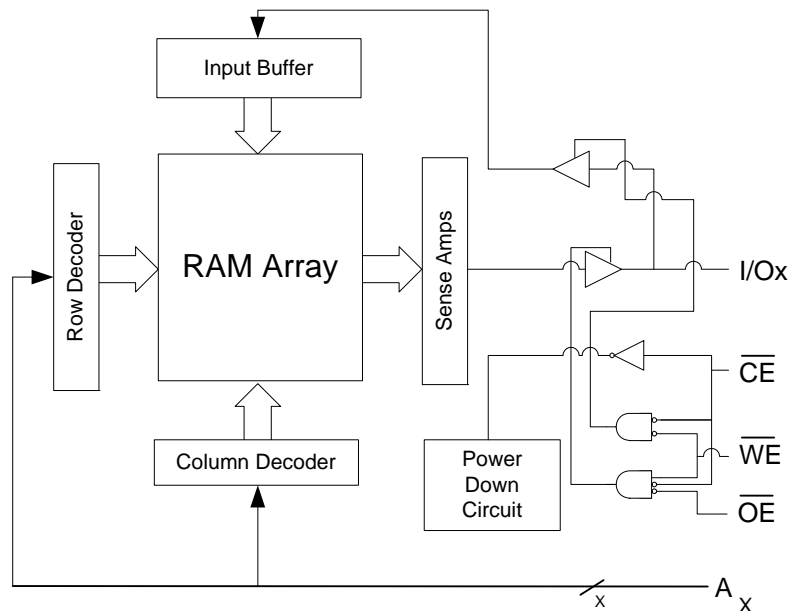 Input Buffer
Row Decoder
RAM Array
Sense Amps
I/Ox
CE
Column Decoder
Power
Down
Circuit
WE
OE
X
A X